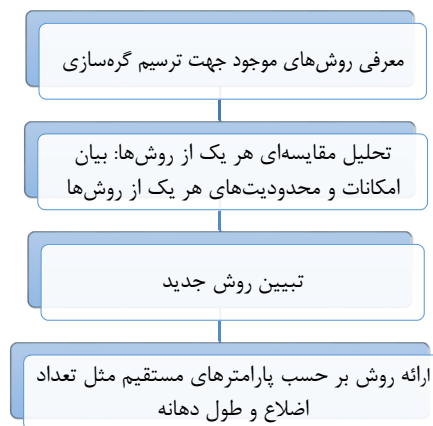 معرفی روش‌های موجود جهت ترسیم گره‌سازی
تحلیل مقایسه‌ای هر یک از روش‌ها: بیان
امکانات و محدودیت‌های هر یک از روش‌ها
تبیین روش جدید
ارائه روش بر حسب پارامترهای مستقیم مثل تعداد
اضلاع و طول دهانه